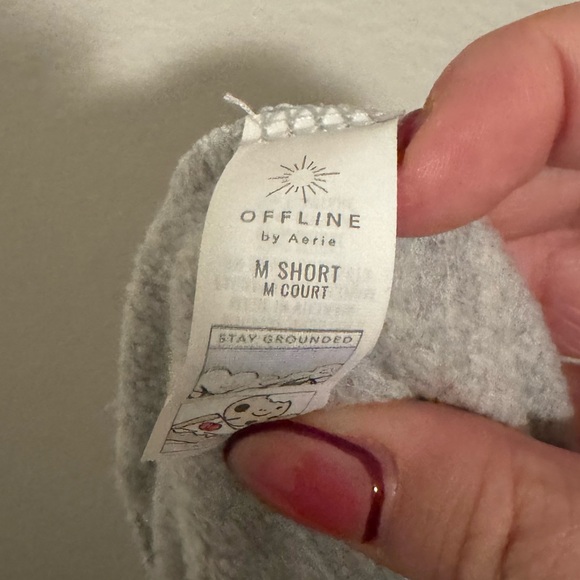 OFFLINE
by Aerie
M SHORT
M COURT
STAY GROUNDED